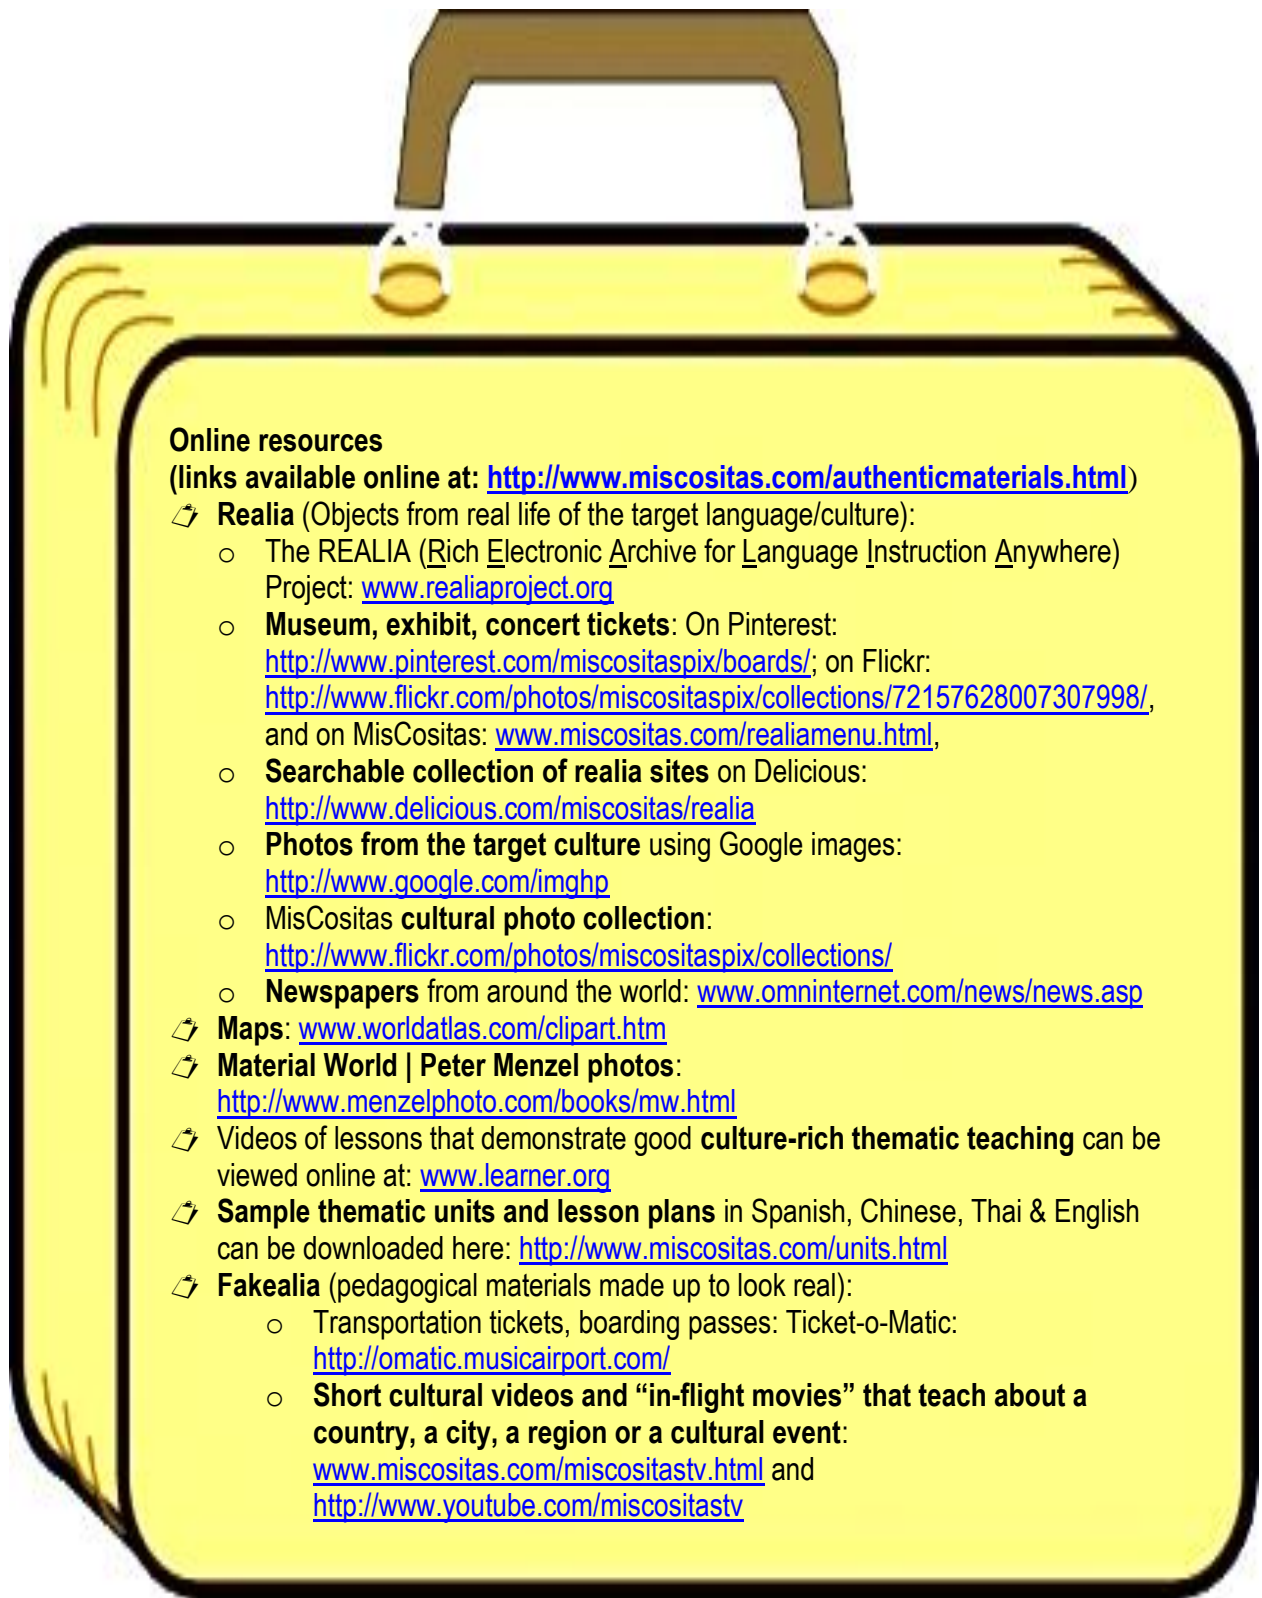 Online resources
(links available online at: http://www.miscositas.com/authenticmaterials.html)
Realia (Objects from real life of the target language/culture):
o The REALIA (Rich Electronic Archive for Language Instruction Anywhere)
Project: www.realiaproject.org
o Museum, exhibit, concert tickets: On Pinterest:
http://www.pinterest.com/miscositaspix/boards/; on Flickr:
http://www.flickr.com/photos/miscositaspix/collections/72157628007307998/,
and on MisCositas: www.miscositas.com/realiamenu.html,
o Searchable collection of realia sites on Delicious:
http://www.delicious.com/miscositas/realia
o Photos from the target culture using Google images:
http://www.google.com/imghp
o MisCositas cultural photo collection:
http://www.flickr.com/photos/miscositaspix/collections/
o Newspapers from around the world: www.omninternet.com/news/news.asp
Maps: www.worldatlas.com/clipart.htm
Material World | Peter Menzel photos:
http://www.menzelphoto.com/books/mw.html
Videos of lessons that demonstrate good culture-rich thematic teaching can be
viewed online at: www.learner.org
Sample thematic units and lesson plans in Spanish, Chinese, Thai & English
can be downloaded here: http://www.miscositas.com/units.html
Fakealia (pedagogical materials made up to look real):
o Transportation tickets, boarding passes: Ticket-o-Matic:
http://omatic.musicairport.com/
o Short cultural videos and “in-flight movies” that teach about a
country, a city, a region or a cultural event:
www.miscositas.com/miscositastv.html and
http://www.youtube.com/miscositastv